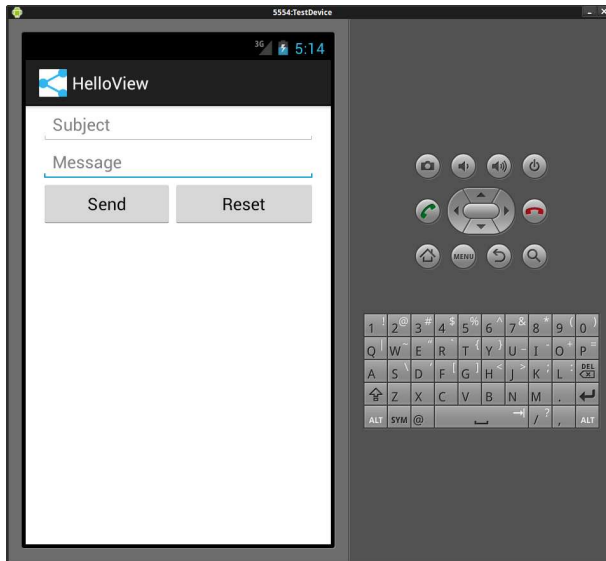 5554:TestDevice
3G 5:14
HelloView
Subject
Message
Send Reset
MENU
1 ! 2 @ 3 # 4 $ 5 % 6 ^ 7 & 8 * 9 ( 0 )
Q | W ~ E " R ` T { Y } U _ I - O + P =
A S \ D ' F [ G ] H < J > K ; L : DEL
Z X C V B N M .
ALT SYM @ / ? , ALT